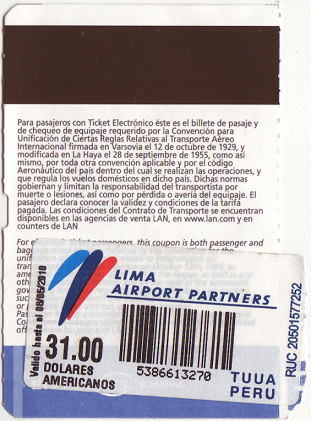 Para pasajeros con Ticket Electrónico éste es el billete de pasaje y
de chequeo de equipaje requerido por la Convención para
Unificación de Ciertas Reglas Relativas al Transporte Aéreo
Internacional firmada en Varsovia el 12 de octubre de 1929, y
modificada en La Haya el 28 de septiembre de 1955, como así
mismo, por toda otra convención aplicable y por el código
Aeronáutico del país dentro del cual se realizan las operaciones, y
que regula los vuelos domésticos en dicho país. Dichas normas
gobiernan y limitan la responsabilidad del transportista por
muerte o lesiones, así como por pérdida o avería del equipaje. El
pasajero declara conocer la validez y condiciones de la tarifa
pagada. Las condiciones del Contrato de Transporte se encuentran
disponibles en las agencias de venta LAN, en www.lan.com y en
counters de LAN
For electronic ticket passengers, this coupon is both passenger and
LIMA
AIRPORT PARTNERS
Valido hasta el 08/05/2010
31.00
DOLARES
AMERICANOS
5386613270
TUUA
PERU
RUC 20501577252